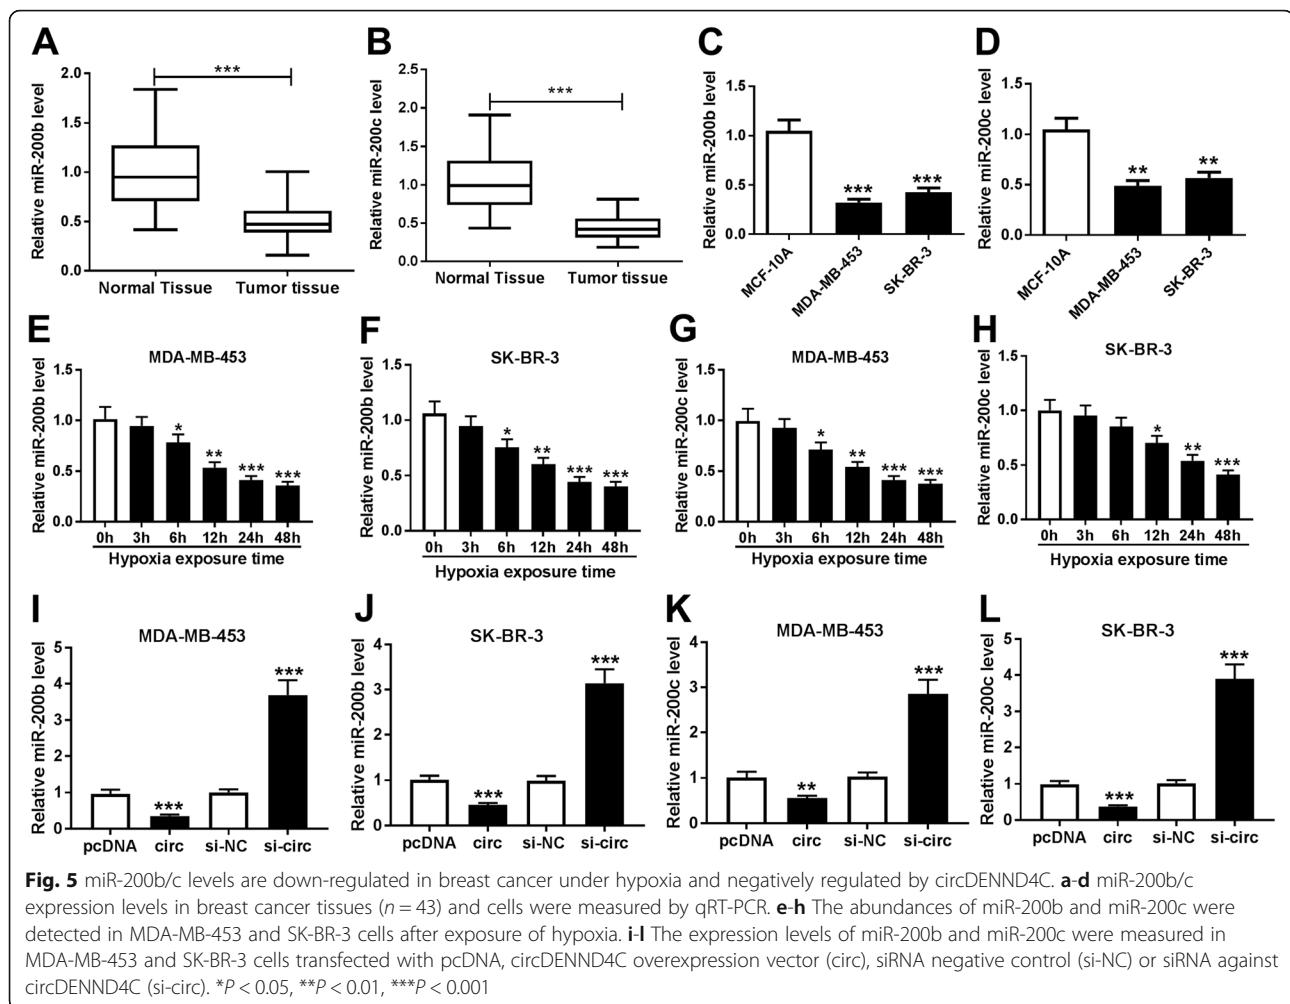 A
Relative miR-200b level
2.0
1.5
1.0
0.5
0.0
***
Normal Tissue Tumor tissue
B
Relative miR-200c level
2.5
2.0
1.5
1.0
0.5
0.0
***
Normal Tissue Tumor tissue
C
Relative miR-200b level
1.5
1.0
0.5
0.0
*** ***
MCF-10A MDA-MB-453 SK-BR-3
D
Relative miR-200c level
1.5
1.0
0.5
0.0
** **
MCF-10A MDA-MB-453 SK-BR-3
E
MDA-MB-453
Relative miR-200b level
1.5
1.0
0.5
0.0
* ** *** ***
0h 3h 6h 12h 24h 48h
Hypoxia exposure time
F
SK-BR-3
Relative miR-200b level
1.5
1.0
0.5
0.0
* ** *** ***
0h 3h 6h 12h 24h 48h
Hypoxia exposure time
G
MDA-MB-453
Relative miR-200c level
1.5
1.0
0.5
0.0
* ** *** ***
0h 3h 6h 12h 24h 48h
Hypoxia exposure time
H
SK-BR-3
Relative miR-200c level
1.5
1.0
0.5
0.0
* ** ***
0h 3h 6h 12h 24h 48h
Hypoxia exposure time
I
MDA-MB-453
Relative miR-200b level
5
4
3
2
1
0
*** ***
pcDNA circ si-NC si-circ
J
SK-BR-3
Relative miR-200b level
4
3
2
1
0
*** ***
pcDNA circ si-NC si-circ
K
MDA-MB-453
Relative miR-200c level
4
3
2
1
0
** ***
pcDNA circ si-NC si-circ
L
SK-BR-3
Relative miR-200c level
5
4
3
2
1
0
*** ***
pcDNA circ si-NC si-circ
Fig. 5 miR-200b/c levels are down-regulated in breast cancer under hypoxia and negatively regulated by circDENND4C. a-d miR-200b/c
expression levels in breast cancer tissues (n = 43) and cells were measured by qRT-PCR. e-h The abundances of miR-200b and miR-200c were
detected in MDA-MB-453 and SK-BR-3 cells after exposure of hypoxia. i-l The expression levels of miR-200b and miR-200c were measured in
MDA-MB-453 and SK-BR-3 cells transfected with pcDNA, circDENND4C overexpression vector (circ), siRNA negative control (si-NC) or siRNA against
circDENND4C (si-circ). *P < 0.05, **P < 0.01, ***P < 0.001